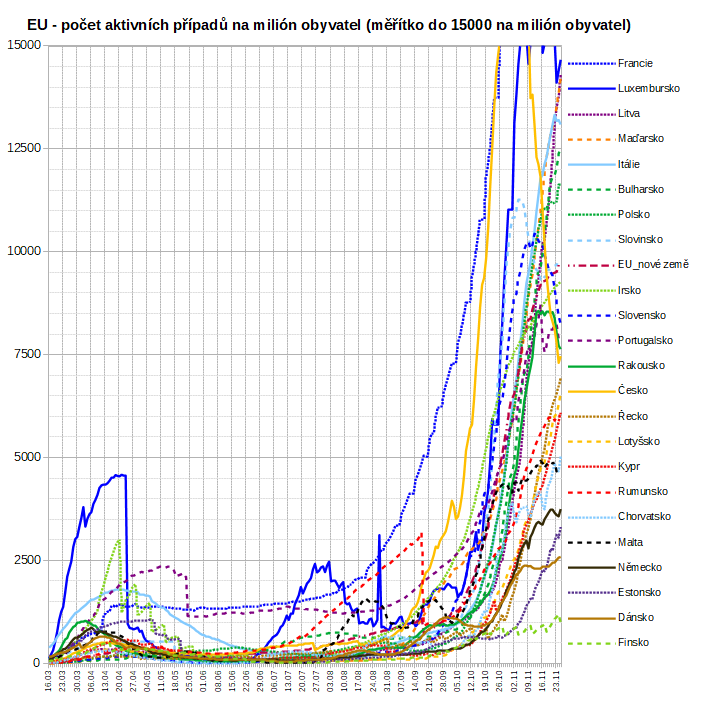 EU - počet aktivních případů na milión obyvatel (měřítko do 15000 na milión obyvatel)
15000
12500
10000
7500
5000
2500
0
Francie
Luxembursko
Litva
Maďarsko
Itálie
Bulharsko
Polsko
Slovinsko
EU_nové země
Irsko
Slovensko
Portugalsko
Rakousko
Česko
Řecko
Lotyšsko
Kypr
Rumunsko
Chorvatsko
Malta
Německo
Estonsko
Dánsko
Finsko
16.03
23.03
30.03
06.04
13.04
20.04
27.04
04.05
11.05
18.05
25.05
01.06
08.06
15.06
22.06
29.06
06.07
13.07
20.07
27.07
03.08
10.08
17.08
24.08
31.08
07.09
14.09
21.09
28.09
05.10
12.10
19.10
26.10
02.11
09.11
16.11
23.11